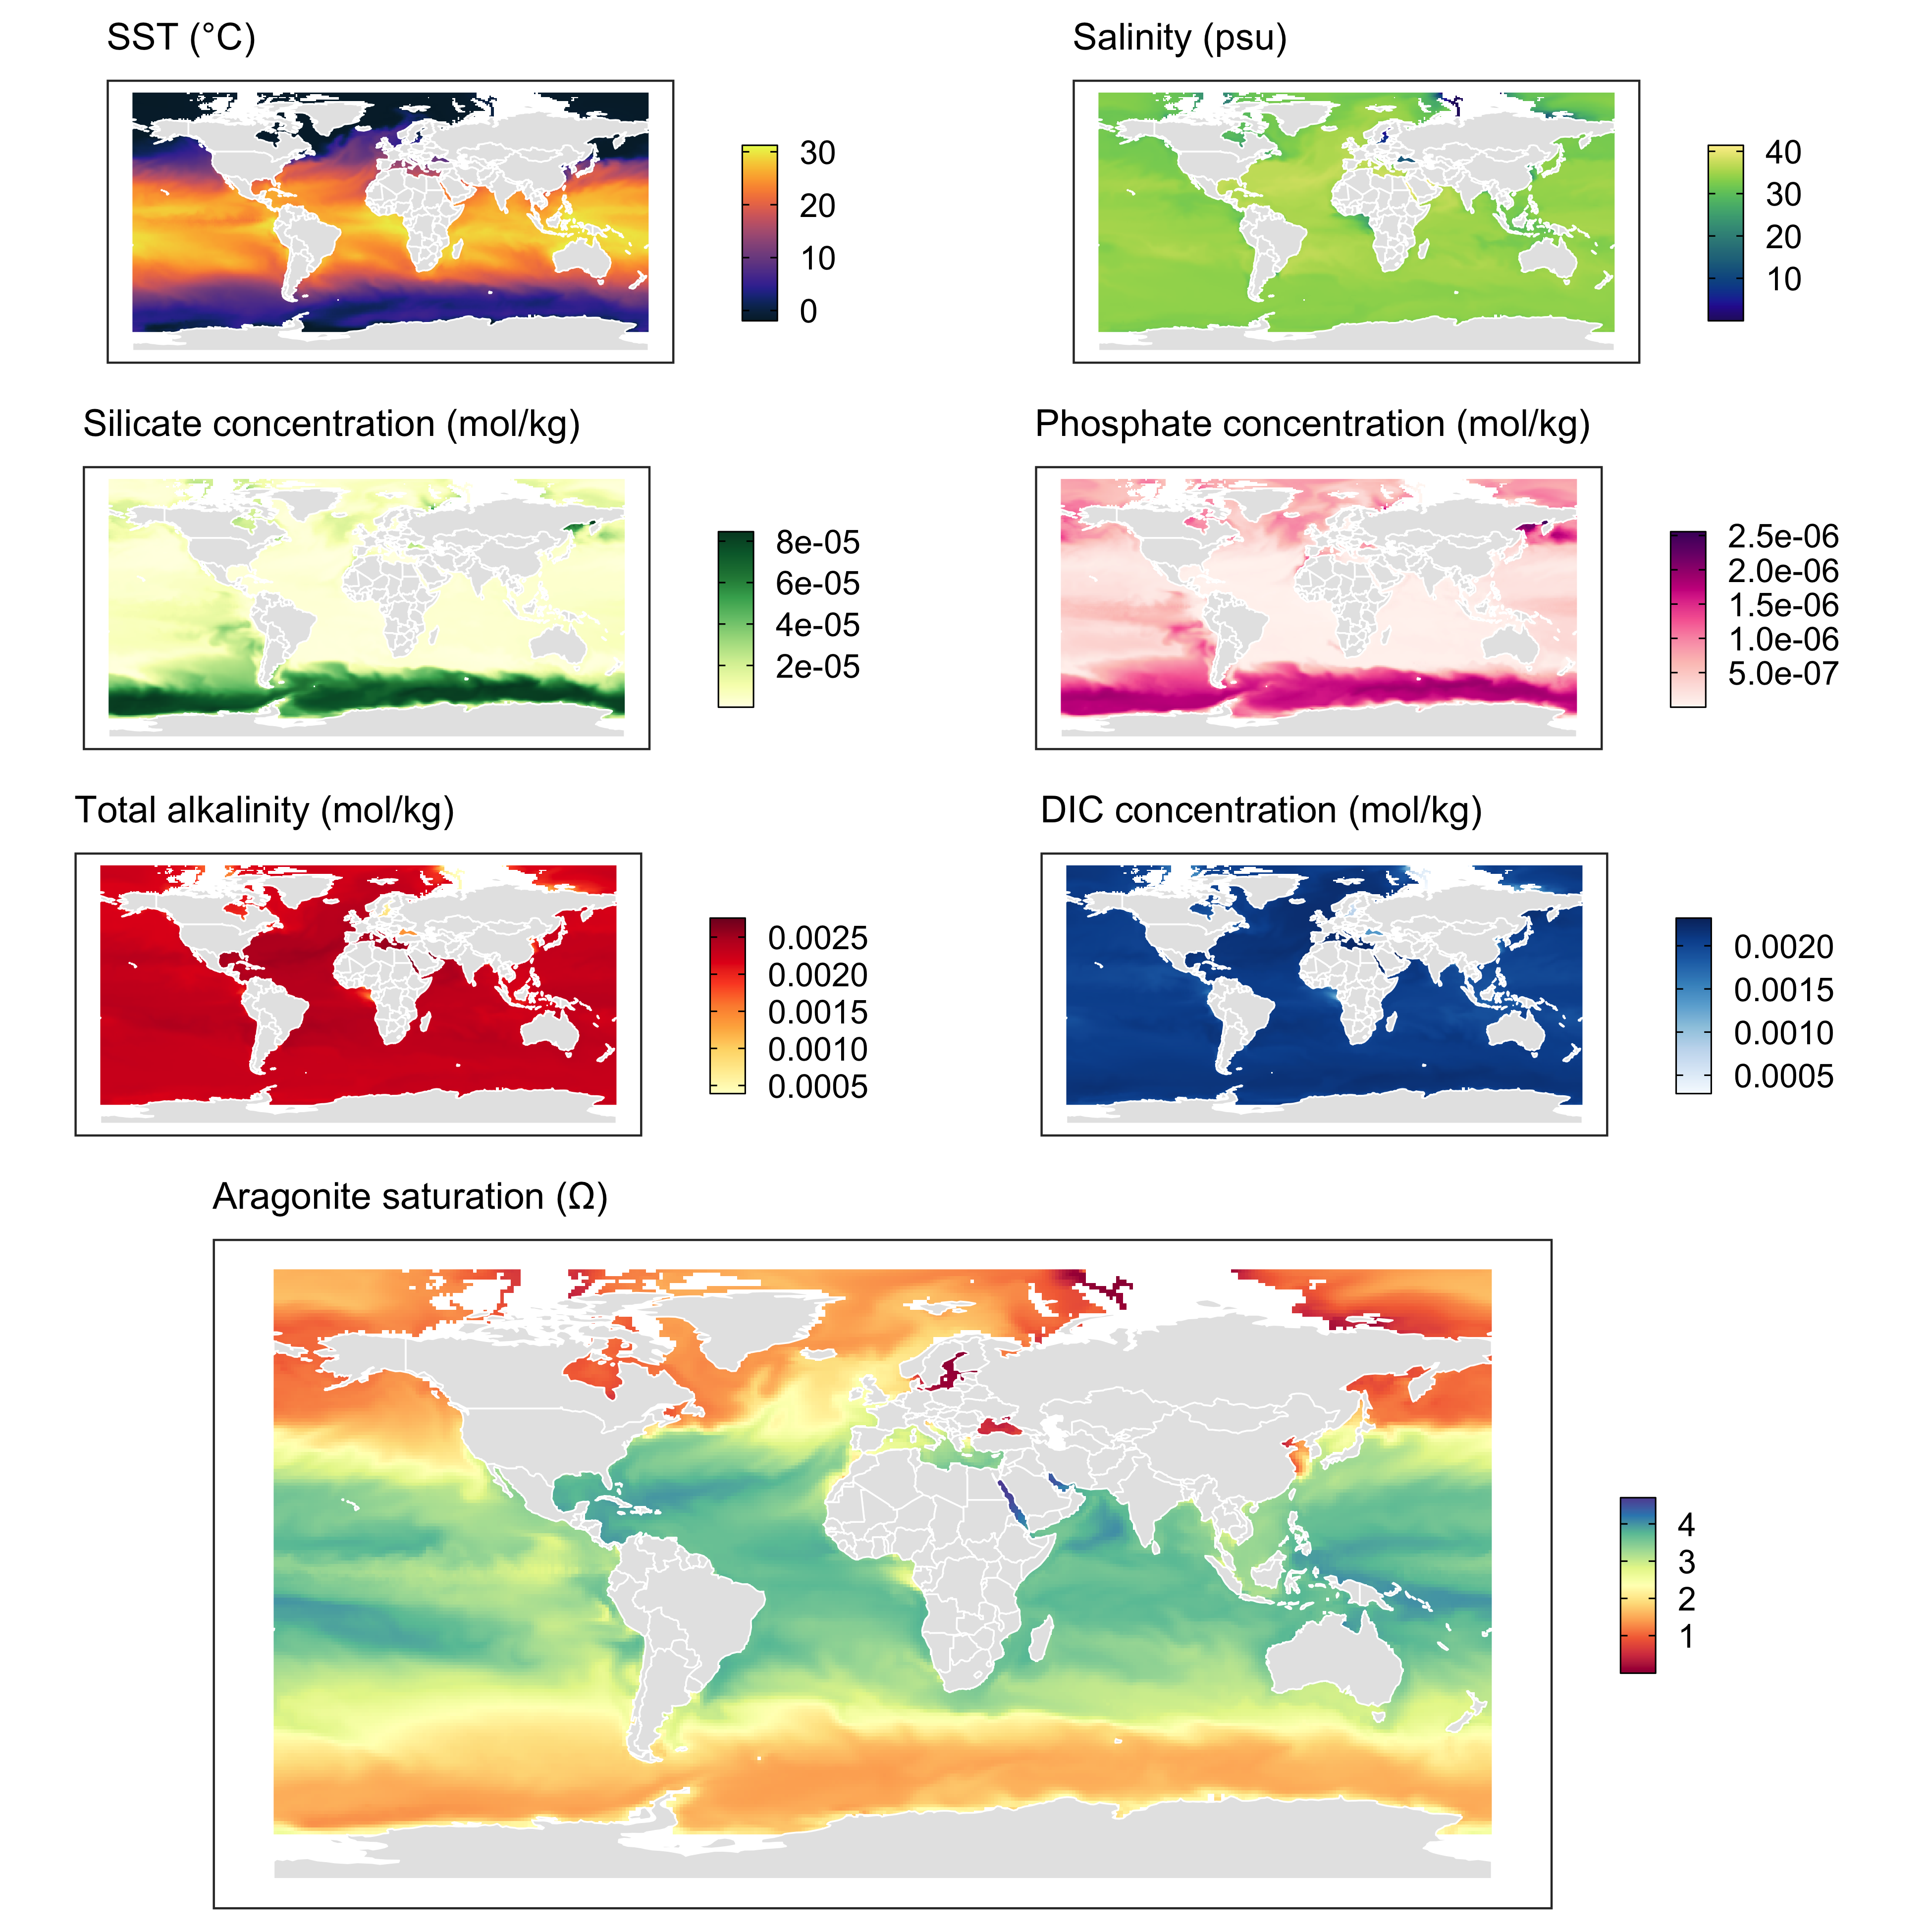 SST (°C)
30
20
10
0
Salinity (psu)
40
30
20
10
Silicate concentration (mol/kg)
8e-05
6e-05
4e-05
2e-05
Phosphate concentration (mol/kg)
2.5e-06
2.0e-06
1.5e-06
1.0e-06
5.0e-07
Total alkalinity (mol/kg)
0.0025
0.0020
0.0015
0.0010
0.0005
DIC concentration (mol/kg)
0.0020
0.0015
0.0010
0.0005
Aragonite saturation (Ω)
4
3
2
1